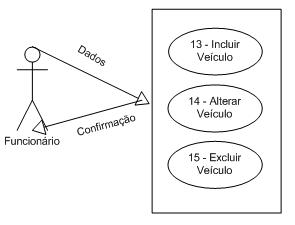 Dados
Confirmação
Funcionário
13 - Incluir
Veículo
14 - Alterar
Veículo
15 - Excluir
Veículo